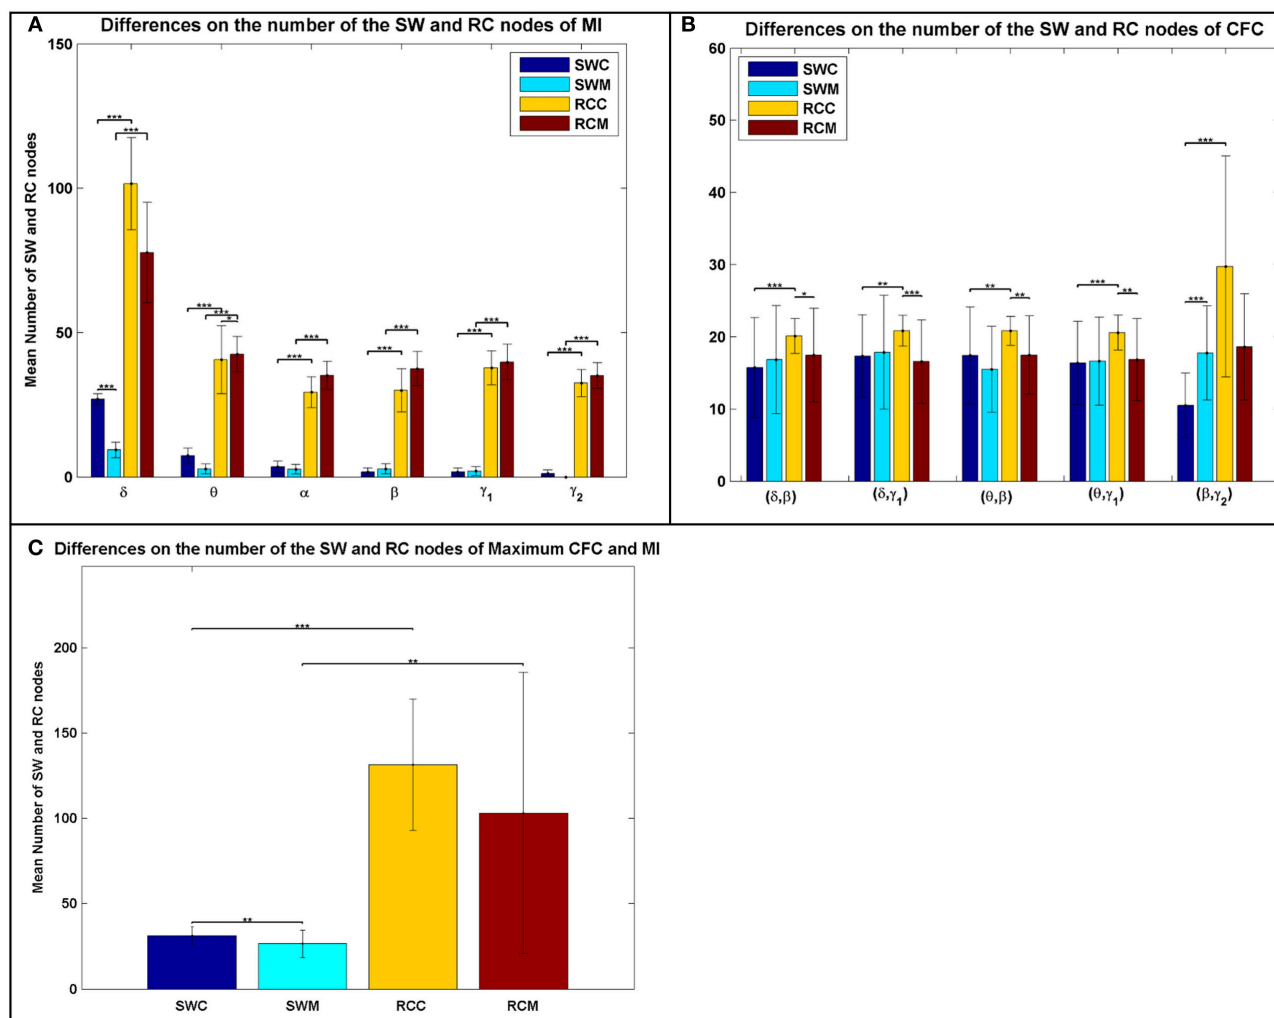 A Differences on the number of the SW and RC nodes of MI
Mean Number of SW and RC nodes
150
100
50
0
SWC
SWM
RCC
RCM
***
***
***
***
***
*
***
***
***
***
***
***
***
***
***
δ θ α β γ1 γ2
B Differences on the number of the SW and RC nodes of CFC
60
50
40
30
20
10
0
SWC
SWM
RCC
RCM
***
*
**
***
**
**
***
**
***
***
(δ,β) (δ,γ1) (θ,β) (θ,γ1) (β,γ2)
C Differences on the number of the SW and RC nodes of Maximum CFC and MI
Mean Number of SW and RC nodes
200
150
100
50
0
***
**
**
SWC SWM RCC RCM